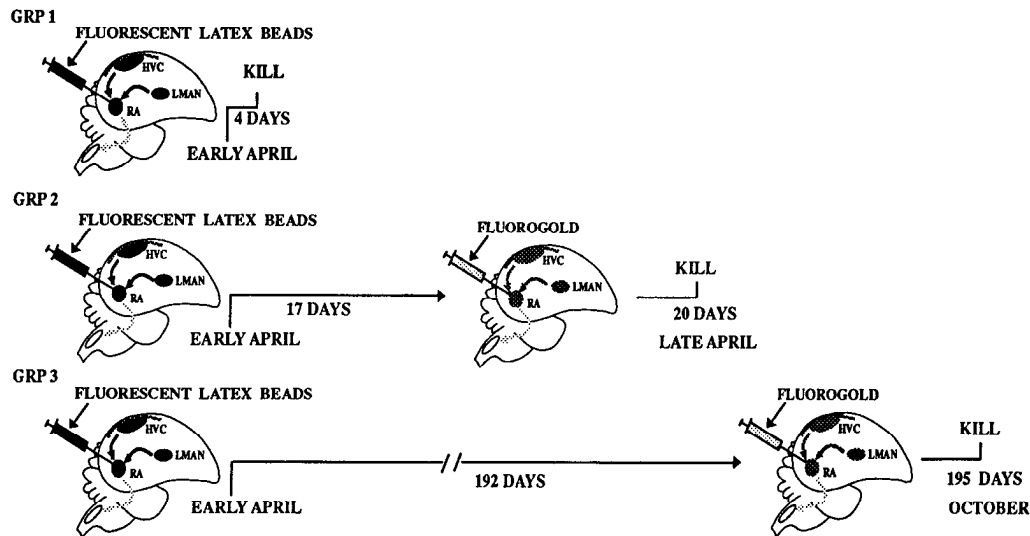 GRP 1
FLUORESCENT LATEX BEADS
HVC
LMAN
RA
KILL
4 DAYS
EARLY APRIL
GRP 2
FLUORESCENT LATEX BEADS
HVC
LMAN
RA
17 DAYS
EARLY APRIL
FLUOROGOLD
HVC
LMAN
RA
KILL
20 DAYS
LATE APRIL
GRP 3
FLUORESCENT LATEX BEADS
HVC
LMAN
RA
192 DAYS
EARLY APRIL
FLUOROGOLD
HVC
LMAN
RA
KILL
195 DAYS
OCTOBER